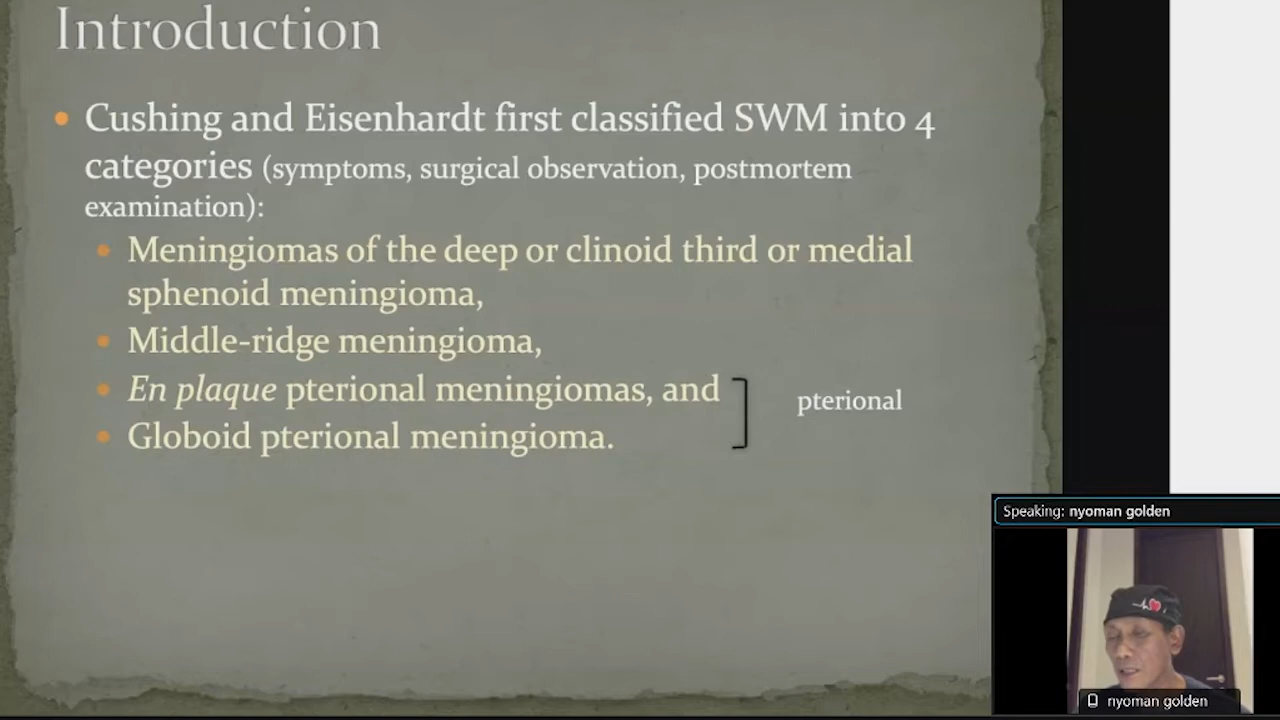 Introduction
Cushing and Eisenhardt first classified SWM into 4
categories (symptoms, surgical observation, postmortem
examination):
Meningiomas of the deep or clinoid third or medial
sphenoid meningioma,
Middle-ridge meningioma,
En plaque pterional meningiomas, and
Globoid pterional meningioma.
pterional
Speaking: nyoman golden
nyoman golden